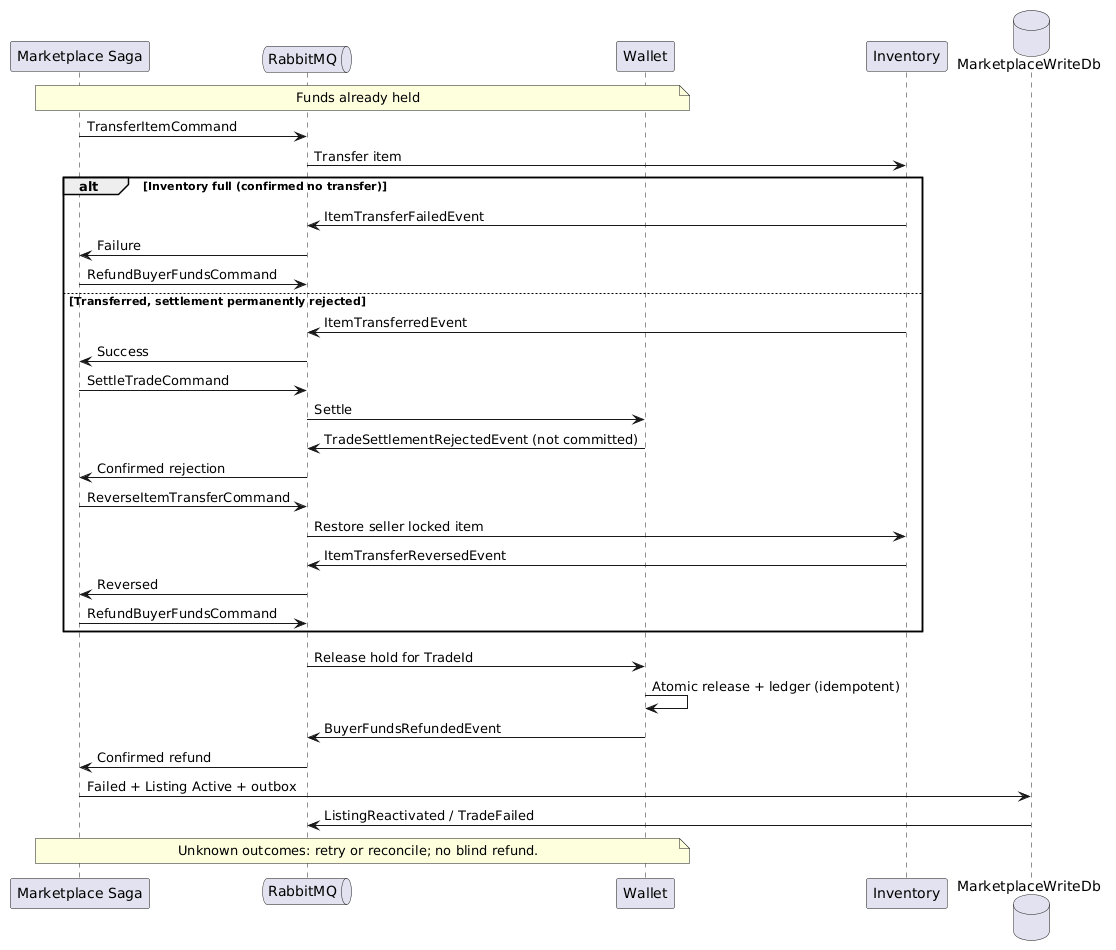 Marketplace Saga
RabbitMQ
Wallet
Inventory
MarketplaceWriteDb
Funds already held
TransferItemCommand
Transfer item
alt
[Inventory full (confirmed no transfer)]
ItemTransferFailedEvent
Failure
RefundBuyerFundsCommand
[Transferred, settlement permanently rejected]
ItemTransferredEvent
Success
SettleTradeCommand
Settle
TradeSettlementRejectedEvent (not committed)
Confirmed rejection
ReverseItemTransferCommand
Restore seller locked item
ItemTransferReversedEvent
Reversed
RefundBuyerFundsCommand
Release hold for TradeId
Atomic release + ledger (idempotent)
BuyerFundsRefundedEvent
Confirmed refund
Failed + Listing Active + outbox
ListingReactivated / TradeFailed
Unknown outcomes: retry or reconcile; no blind refund.
Marketplace Saga
RabbitMQ
Wallet
Inventory
MarketplaceWriteDb